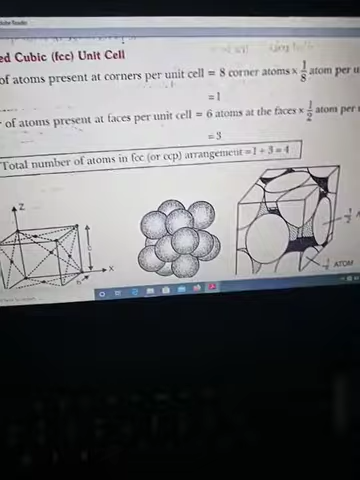 Adobe Reader
ed Cubic (fcc) Unit Cell
of atoms present at corners per unit cell = 8 corner atoms × 1/8 atom per u
= 1
of atoms present at faces per unit cell = 6 atoms at the faces × 1/2 atom per
= 3
Total number of atoms in fcc (or ccp) arrangement = 1 + 3 = 4
Z
X
ATOM